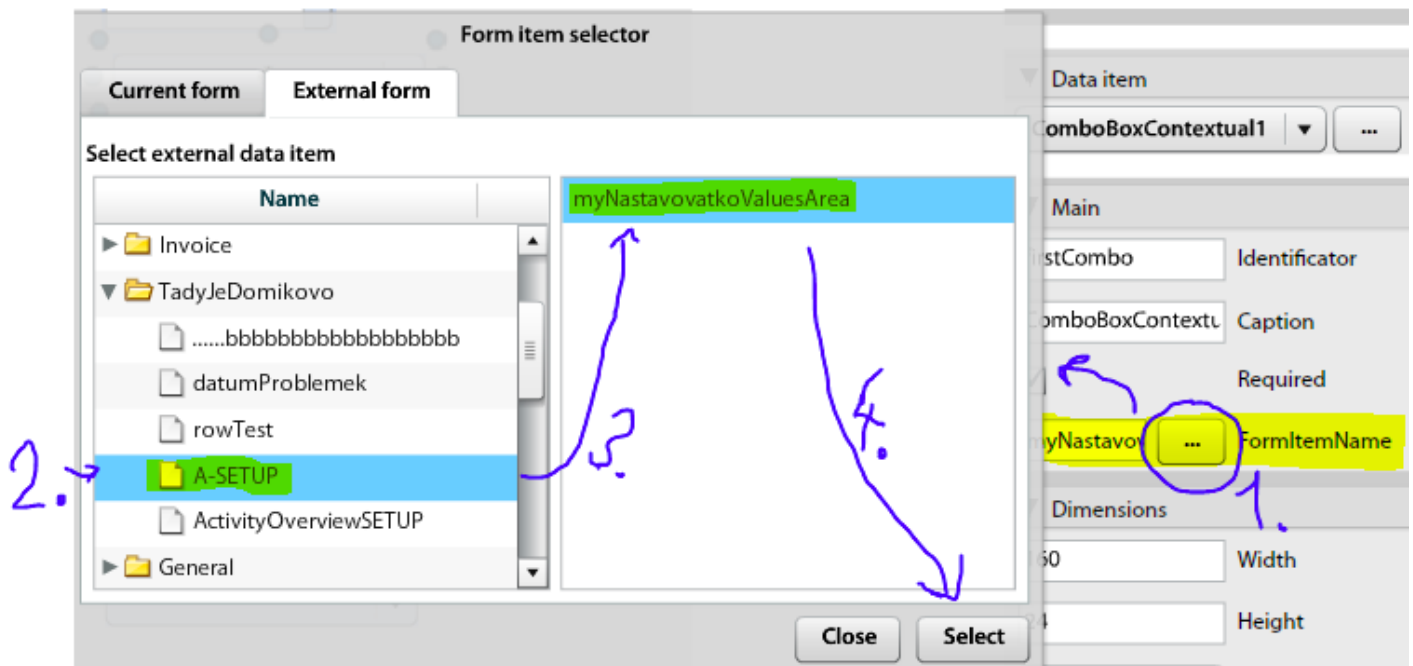 Form item selector
Current form
External form
Select external data item
Name
Invoice
TadyJeDomikovo
......bbbbbbbbbbbbbbbbbb
datumProblemek
rowTest
A-SETUP
ActivityOverviewSETUP
General
myNastavovatkoValuesArea
Close
Select
2.
3.
4.
1.
Data item
ComboBoxContextual1
...
Main
Identificator
Caption
Required
myNastavov
...
FormItemName
Dimensions
Width
Height